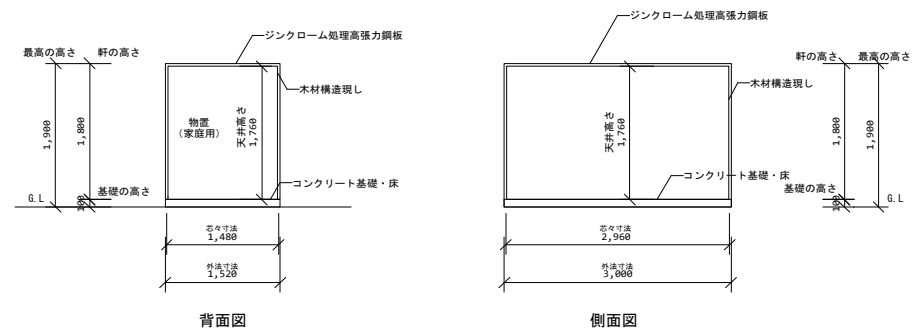 ジンクローム処理高張力鋼板
最高の高さ
軒の高さ
木材構造現し
物置
(家庭用)
天井高さ
1,760
1,900
1,800
コンクリート基礎・床
基礎の高さ
G.L
100
芯々寸法
1,480
外法寸法
1,520
背面図
ジンクローム処理高張力鋼板
軒の高さ
最高の高さ
木材構造現し
天井高さ
1,760
1,800
1,900
コンクリート基礎・床
基礎の高さ
100
G.L
芯々寸法
2,960
外法寸法
3,000
側面図